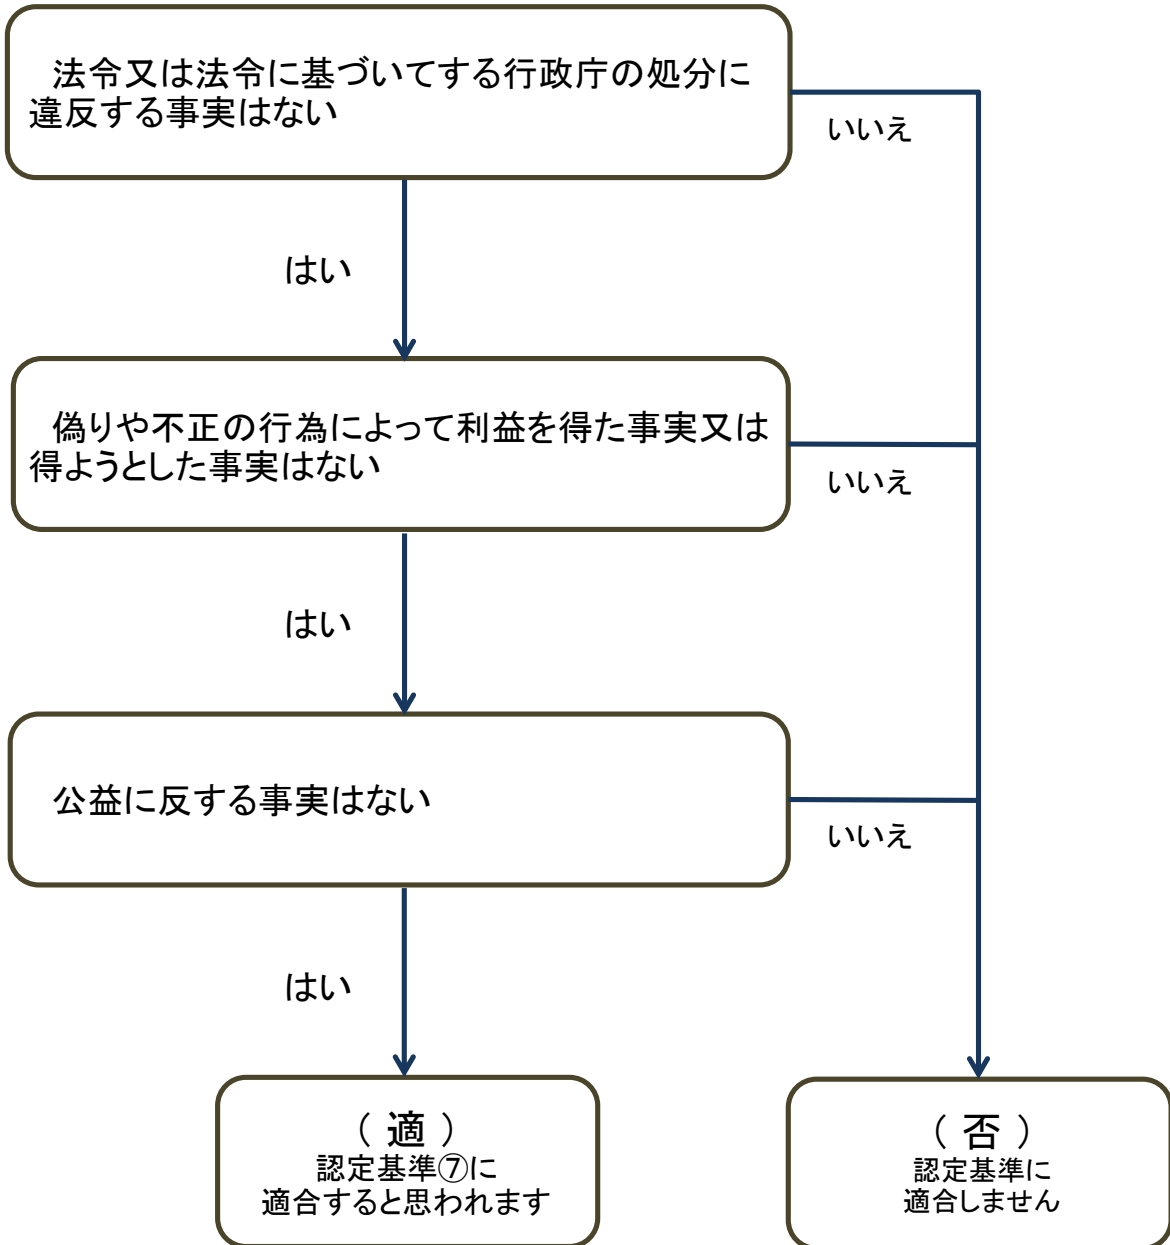 法令又は法令に基づいてする行政庁の処分に
違反する事実はない
いいえ
はい
偽りや不正の行為によって利益を得た事実又は
得ようとした事実はない
いいえ
はい
公益に反する事実はない
いいえ
はい
（ 適 ）
認定基準⑦に
適合すると思われます
（ 否 ）
認定基準に
適合しません